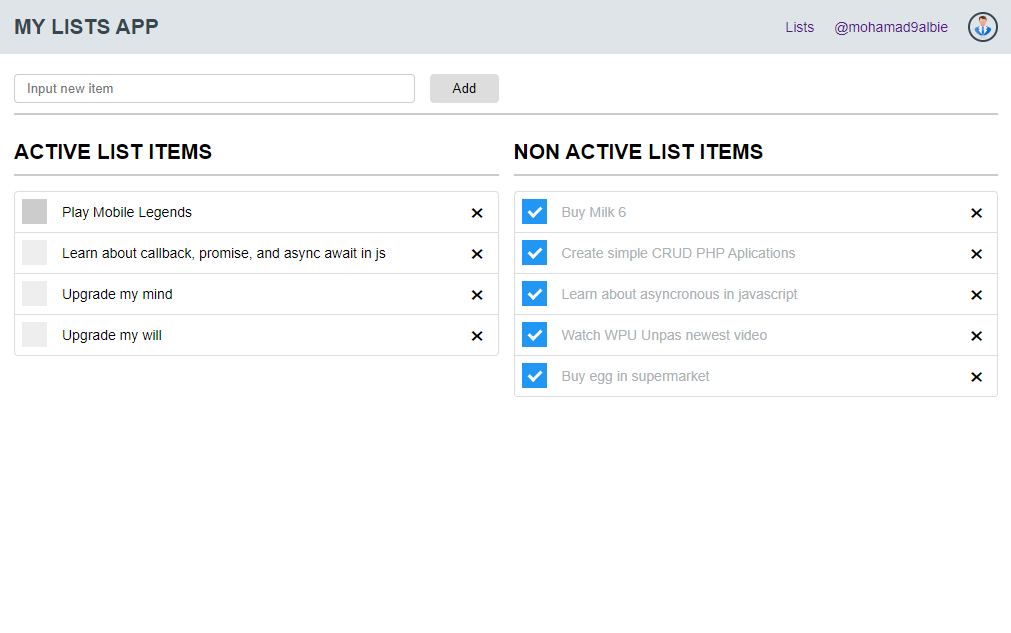 MY LISTS APP
Lists @mohamad9albie
Input new item
Add
ACTIVE LIST ITEMS
Play Mobile Legends
Learn about callback, promise, and async await in js
Upgrade my mind
Upgrade my will
NON ACTIVE LIST ITEMS
Buy Milk 6
Create simple CRUD PHP Aplications
Learn about asyncronous in javascript
Watch WPU Unpas newest video
Buy egg in supermarket